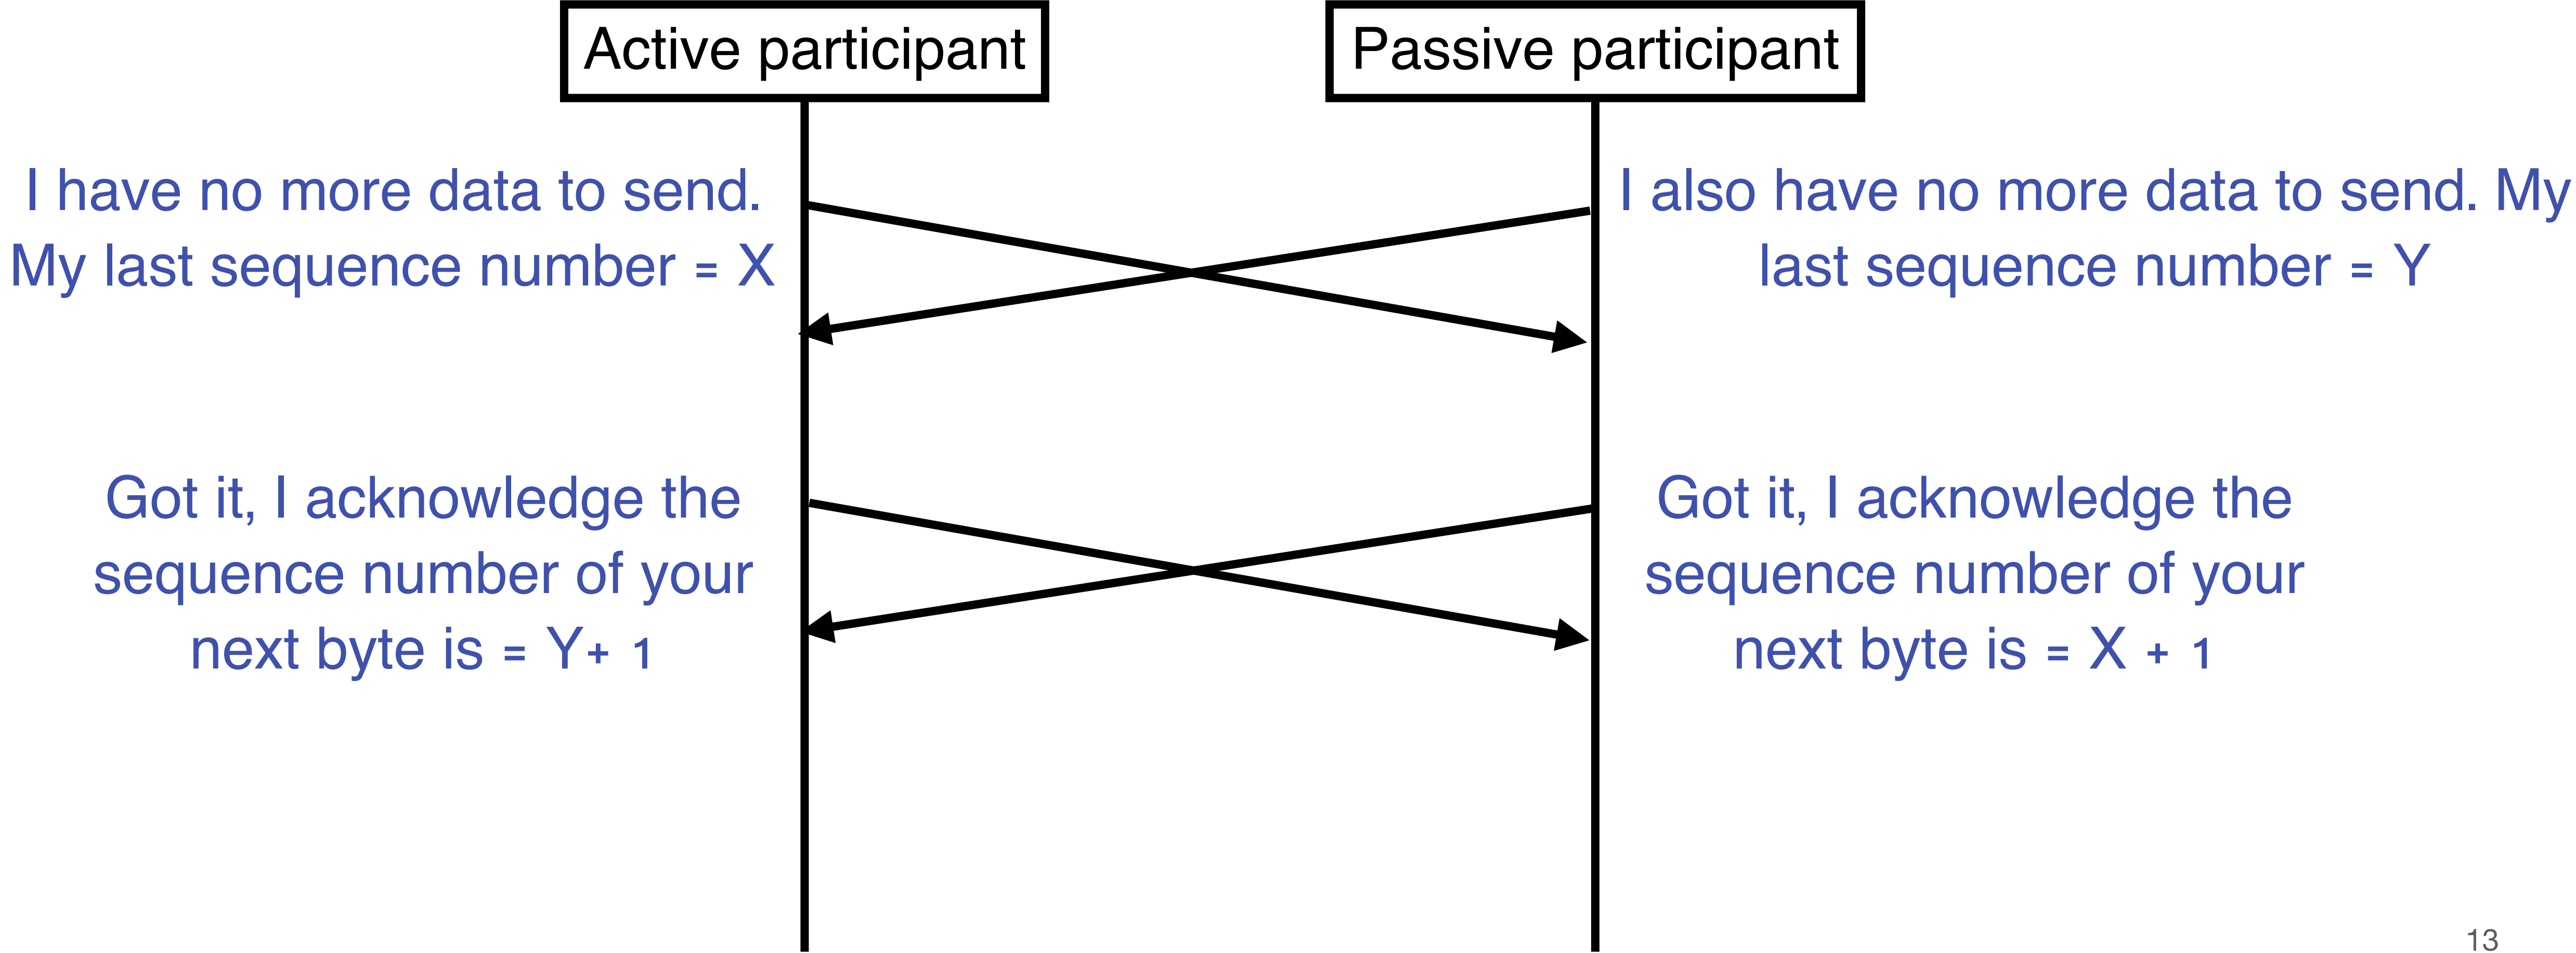 Active participant
Passive participant
I have no more data to send.
My last sequence number = X
I also have no more data to send. My
last sequence number = Y
Got it, I acknowledge the
sequence number of your
next byte is = Y+ 1
Got it, I acknowledge the
sequence number of your
next byte is = X + 1
13